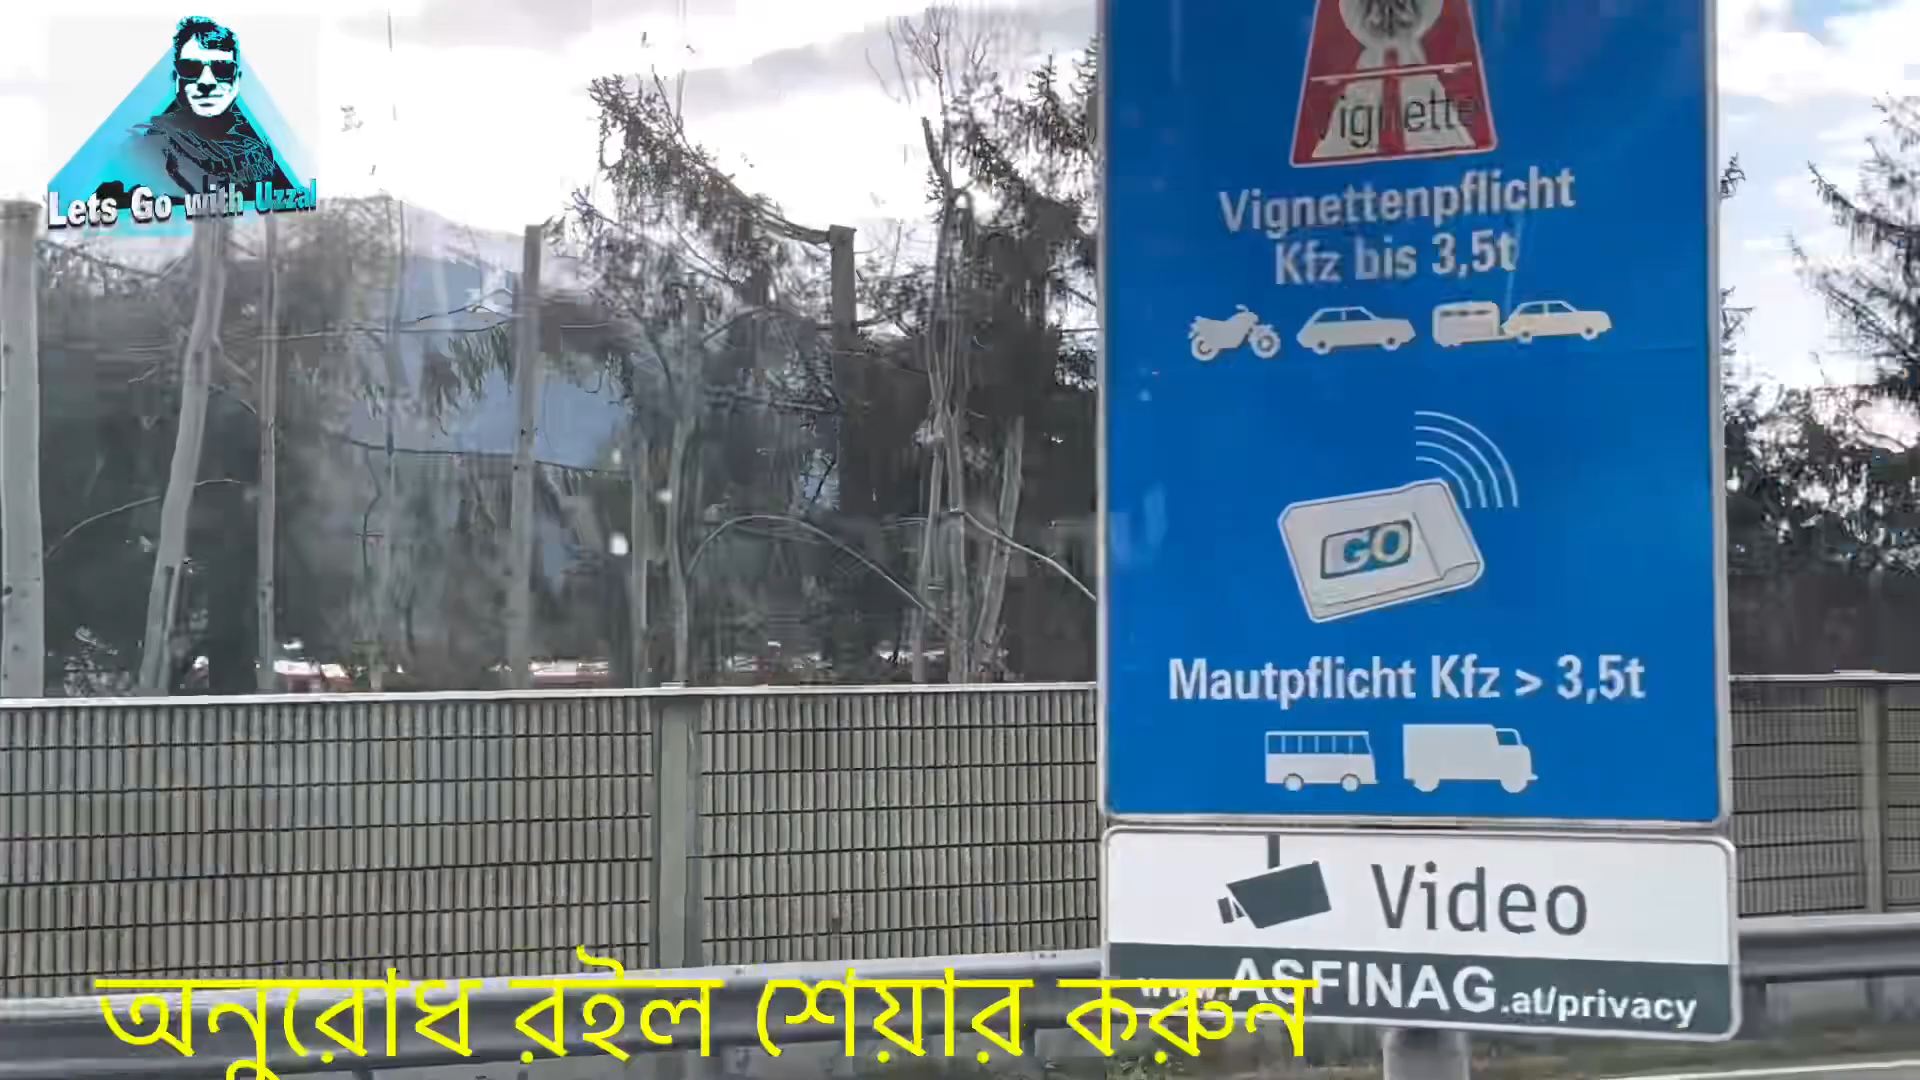 Lets Go with Uzzal
Vignette
Vignettenpflicht
Kfz bis 3,5t
GO
Mautpflicht Kfz > 3,5t
Video
www.ASFINAG.at/privacy
অনুরোধ রইল শেয়ার করুন